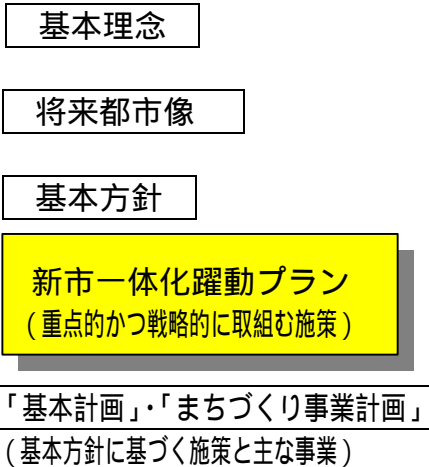 基本理念
将来都市像
基本方針
新市一体化躍動プラン
(重点的かつ戦略的に取組む施策)
「基本計画」・「まちづくり事業計画」
(基本方針に基づく施策と主な事業)